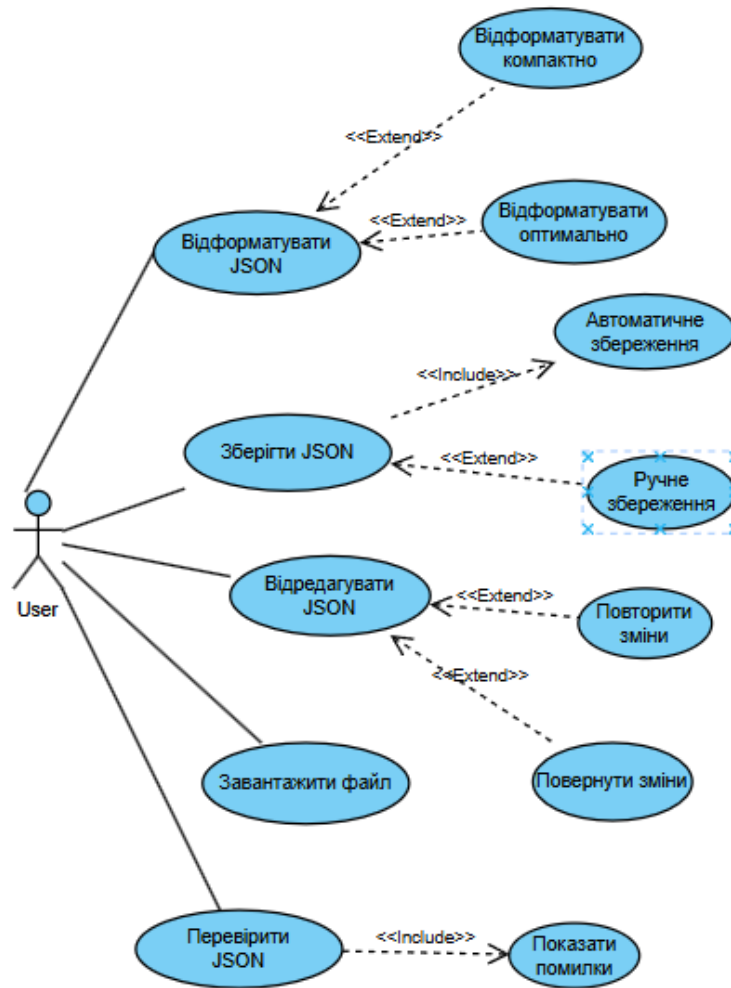 Відформатувати
компактно
<<Extend>>
<<Extend>>
Відформатувати
оптимально
Відформатувати
JSON
Автоматичне
збереження
<<Include>>
Зберігти JSON
<<Extend>>
Ручне
збереження
User
Відредагувати
JSON
<<Extend>>
Повторити
зміни
<<Extend>>
Завантажити файл
Повернути зміни
Перевірити
JSON
<<Include>>
Показати
помилки